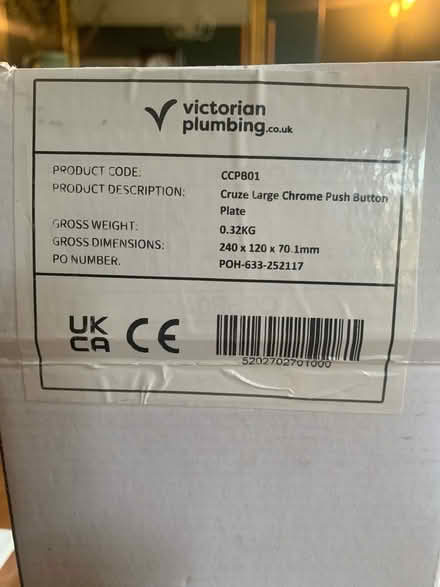 victorian
plumbing.co.uk
PRODUCT CODE: CCPB01
PRODUCT DESCRIPTION: Cruze Large Chrome Push Button
Plate
GROSS WEIGHT: 0.32KG
GROSS DIMENSIONS: 240 x 120 x 70.1mm
PO NUMBER. POH-633-252117
UK
CA CE
5202702701000